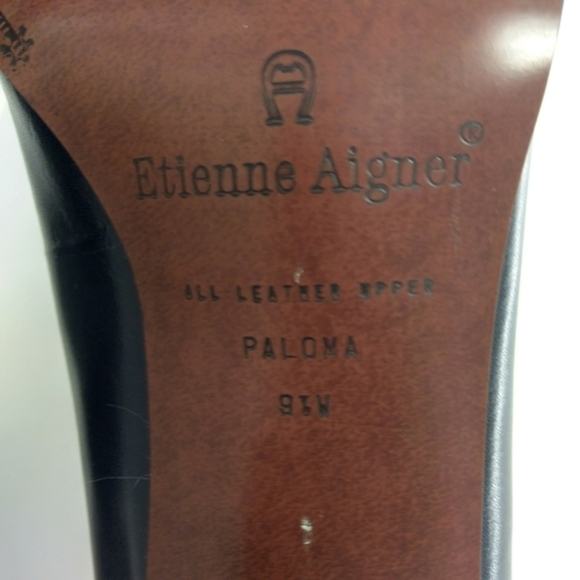 Etienne Aigner®
ALL LEATHER UPPER
PALOMA
9½W